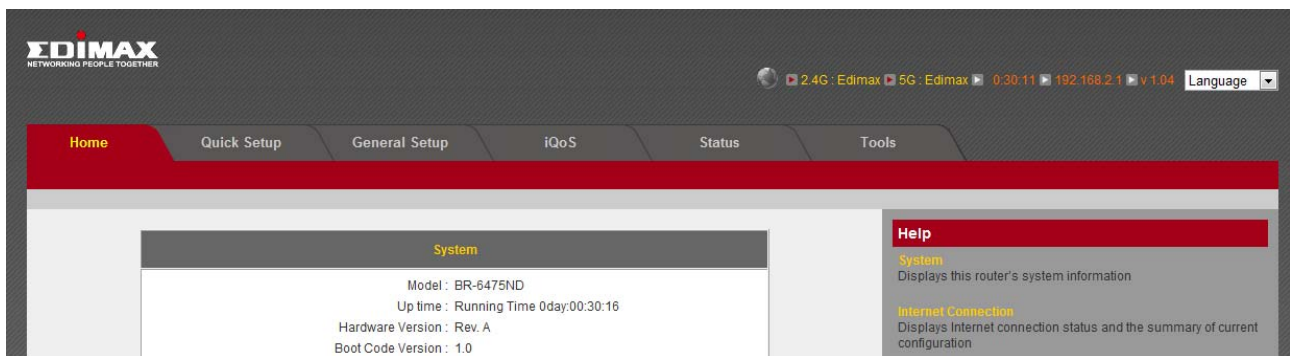 EDIMAX
NETWORKING PEOPLE TOGETHER
2.4G : Edimax 5G : Edimax 0:30:11 192.168.2.1 v 1.04 Language
Home Quick Setup General Setup iQoS Status Tools
System
Model : BR-6475ND
Up time : Running Time 0day:00:30:16
Hardware Version : Rev. A
Boot Code Version : 1.0
Help
System
Displays this router's system information
Internet Connection
Displays Internet connection status and the summary of current
configuration